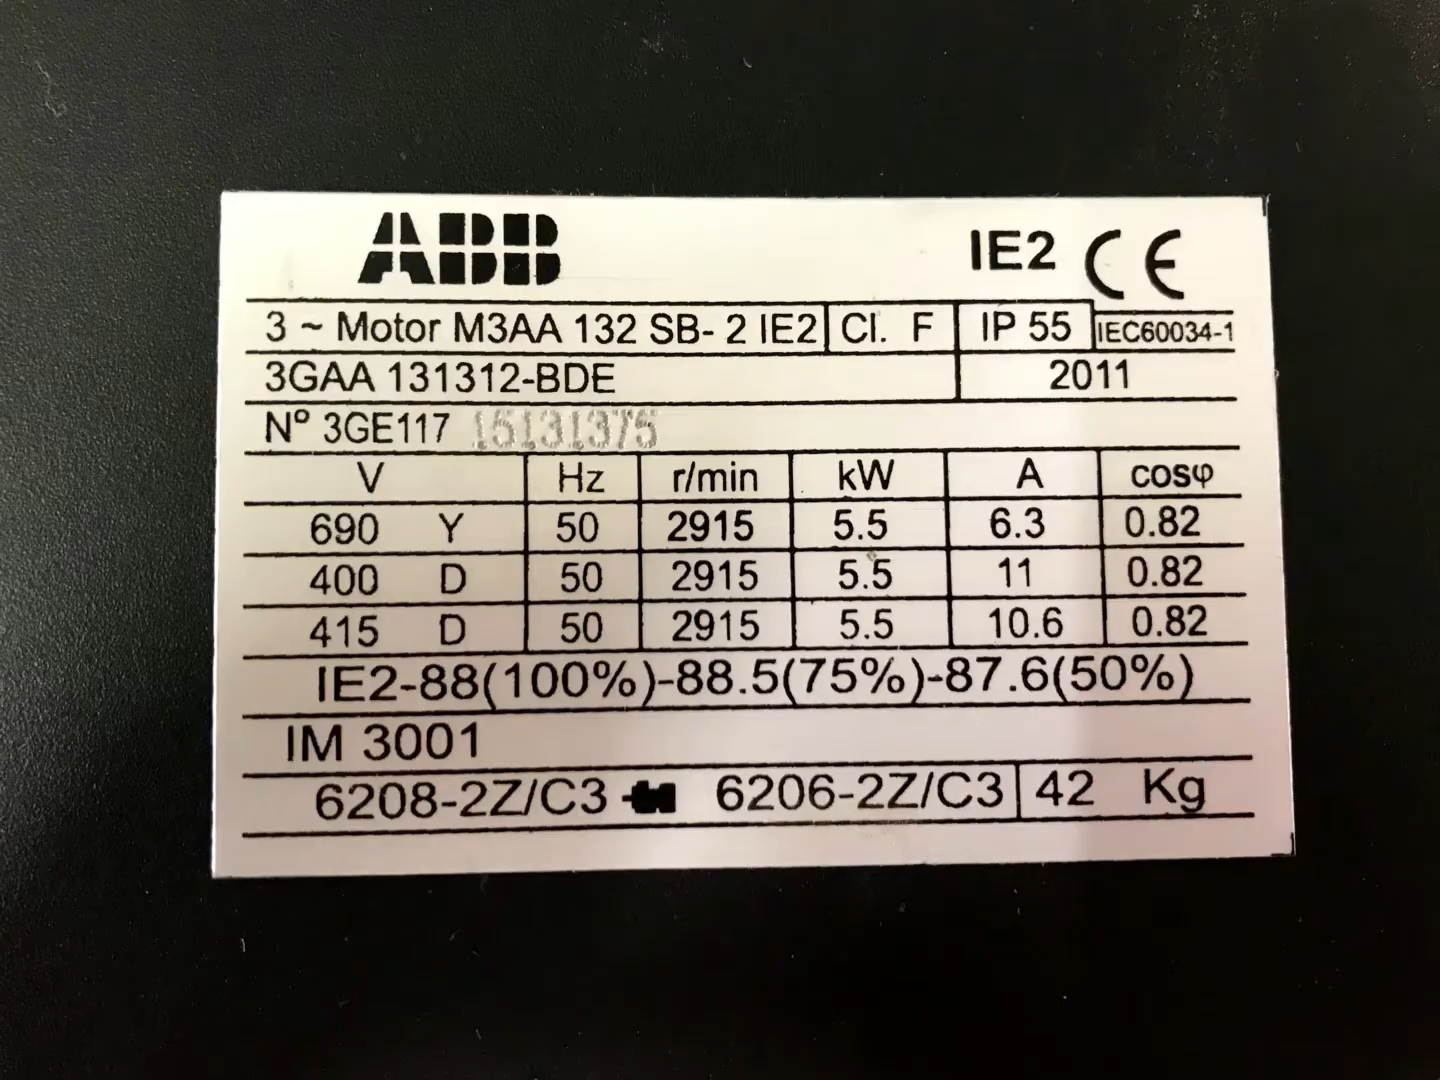 ABB IE2 CE
3 ~ Motor M3AA 132 SB- 2 IE2 Cl. F IP 55 IEC60034-1
3GAA 131312-BDE 2011
Nº 3GE117 15131375
V Hz r/min kW A cosφ
690 Y 50 2915 5.5 6.3 0.82
400 D 50 2915 5.5 11 0.82
415 D 50 2915 5.5 10.6 0.82
IE2-88(100%)-88.5(75%)-87.6(50%)
IM 3001
6208-2Z/C3 6206-2Z/C3 42 Kg